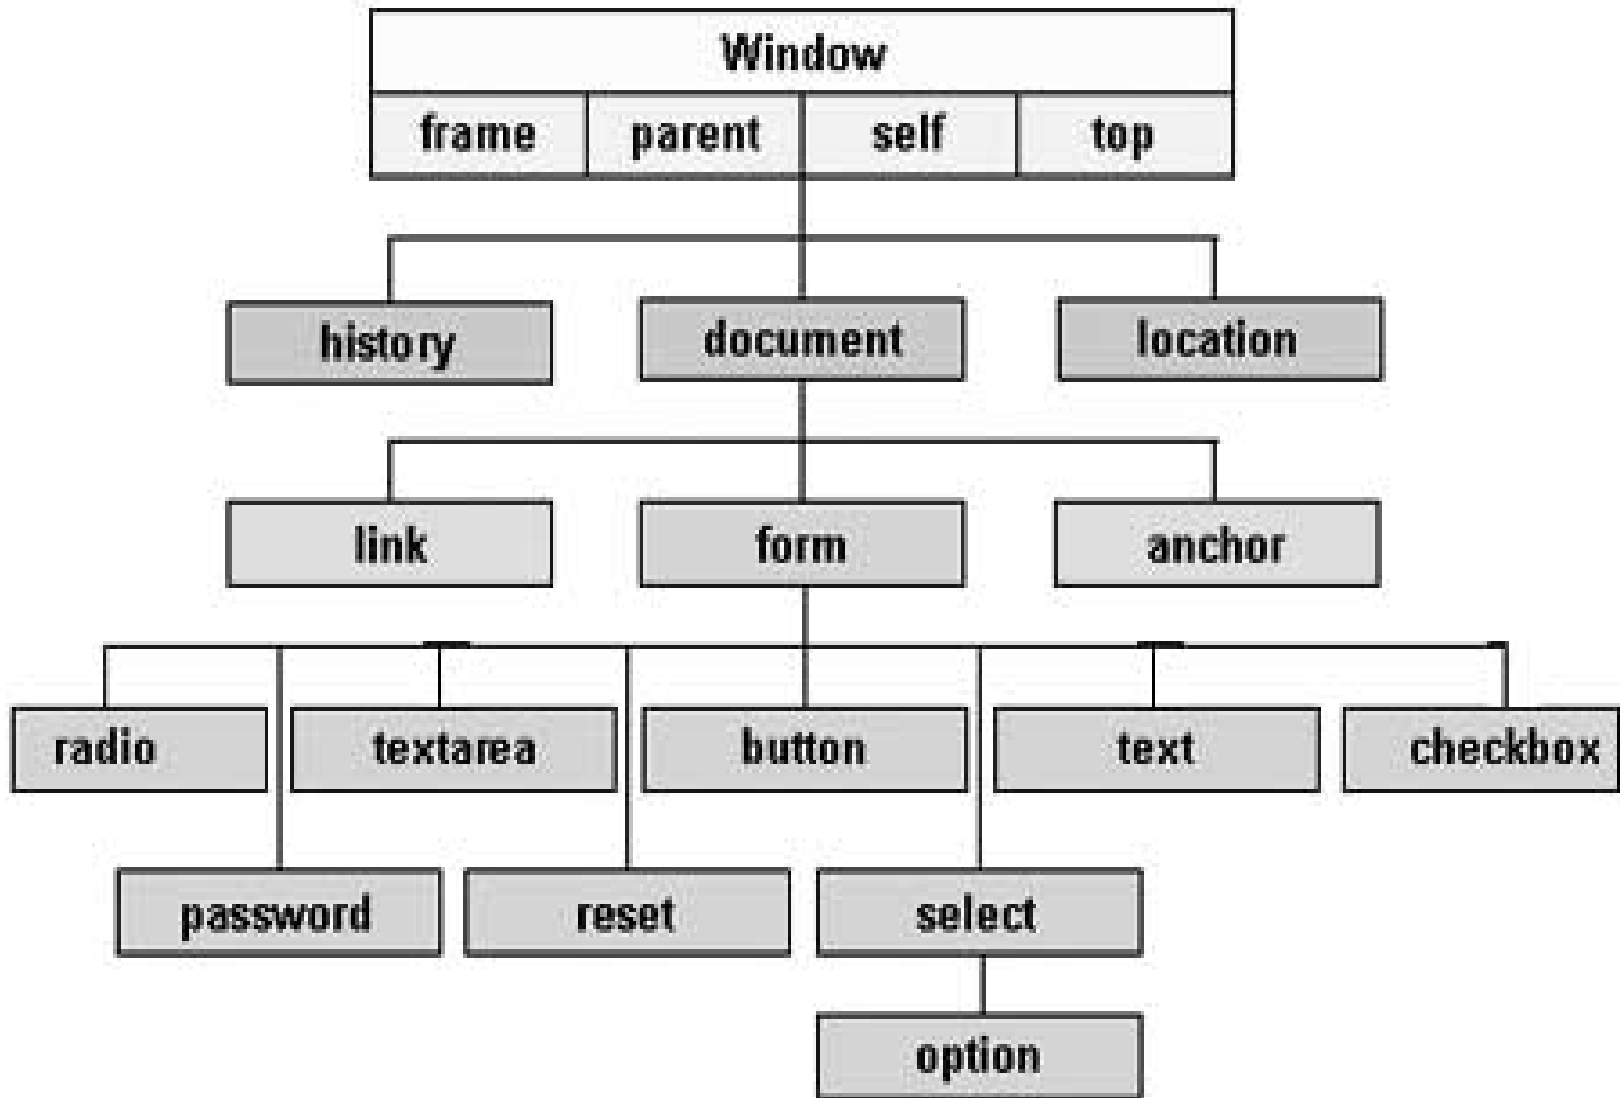 Window
frame parent self top
history document location
link form anchor
radio textarea button text checkbox
password reset select
option